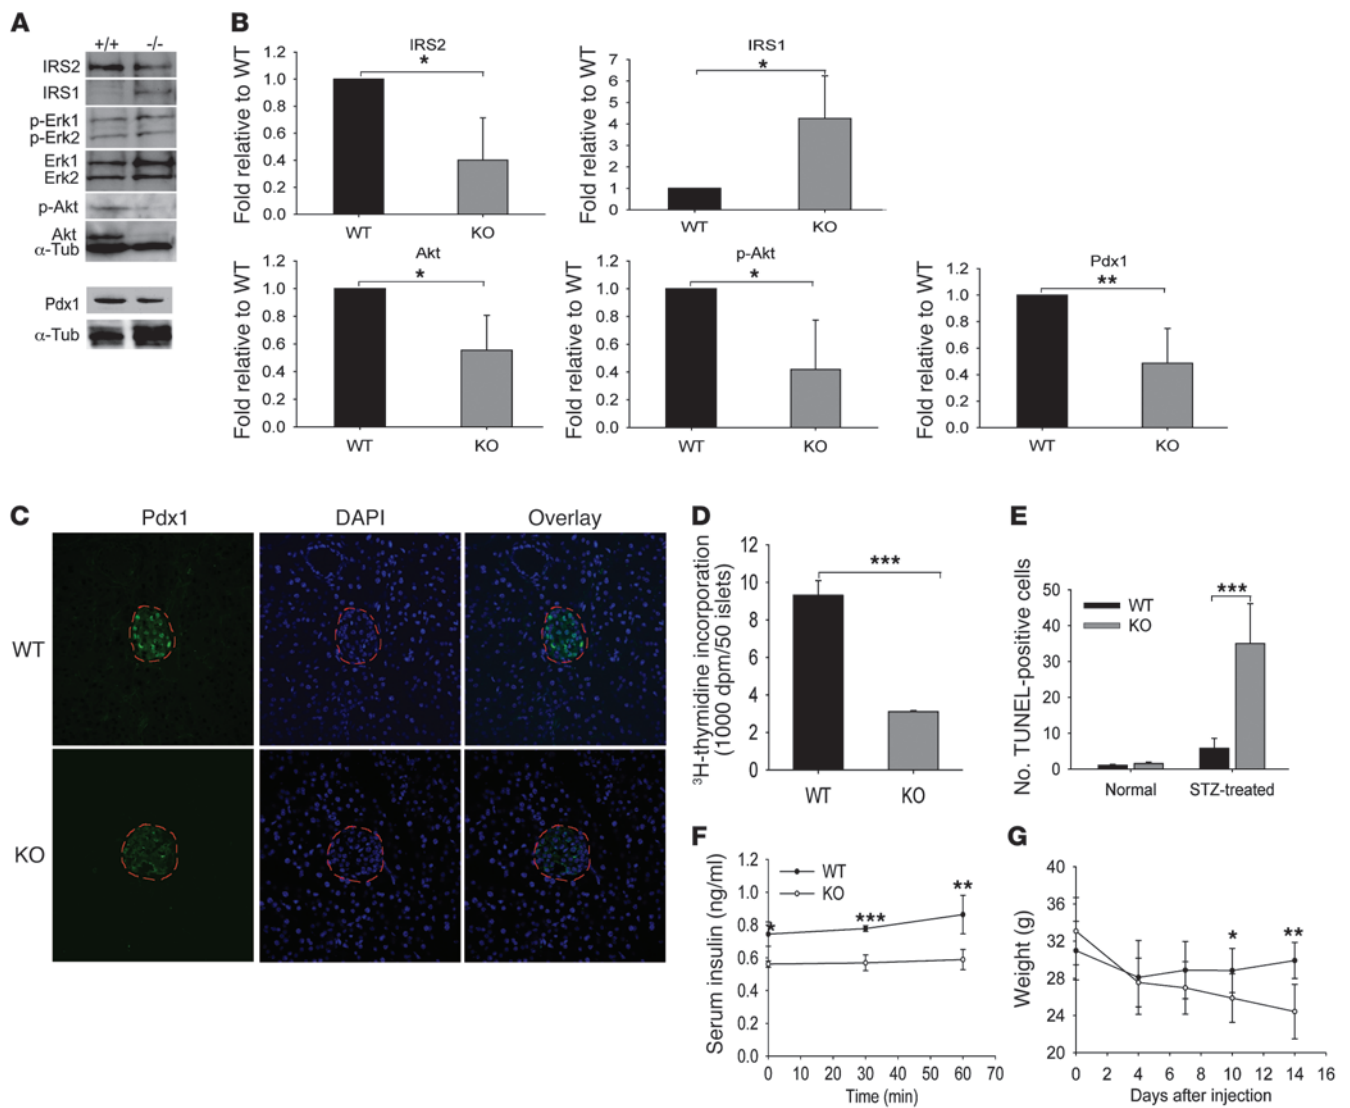 A
+/+ -/-
IRS2
IRS1
p-Erk1
p-Erk2
Erk1
Erk2
p-Akt
Akt
α-Tub
Pdx1
α-Tub
B
IRS2
*
Fold relative to WT
1.2
1.0
0.8
0.6
0.4
0.2
0.0
WT KO
IRS1
*
Fold relative to WT
7
6
5
4
3
2
1
0
WT KO
Akt
*
Fold relative to WT
1.2
1.0
0.8
0.6
0.4
0.2
0.0
WT KO
p-Akt
*
Fold relative to WT
1.2
1.0
0.8
0.6
0.4
0.2
0.0
WT KO
Pdx1
**
Fold relative to WT
1.2
1.0
0.8
0.6
0.4
0.2
0.0
WT KO
C
Pdx1 DAPI Overlay
WT
KO
D
³H-thymidine incorporation
(1000 dpm/50 islets)
12
10
8
6
4
2
0
***
WT KO
E
No. TUNEL-positive cells
50
40
30
20
10
0
WT
KO
***
Normal STZ-treated
F
Serum insulin (ng/ml)
1.2
1.0
0.8
0.6
0.4
0.2
0.0
WT
KO
* *** **
0 10 20 30 40 50 60 70
Time (min)
G
Weight (g)
40
36
32
28
24
20
* **
0 2 4 6 8 10 12 14 16
Days after injection